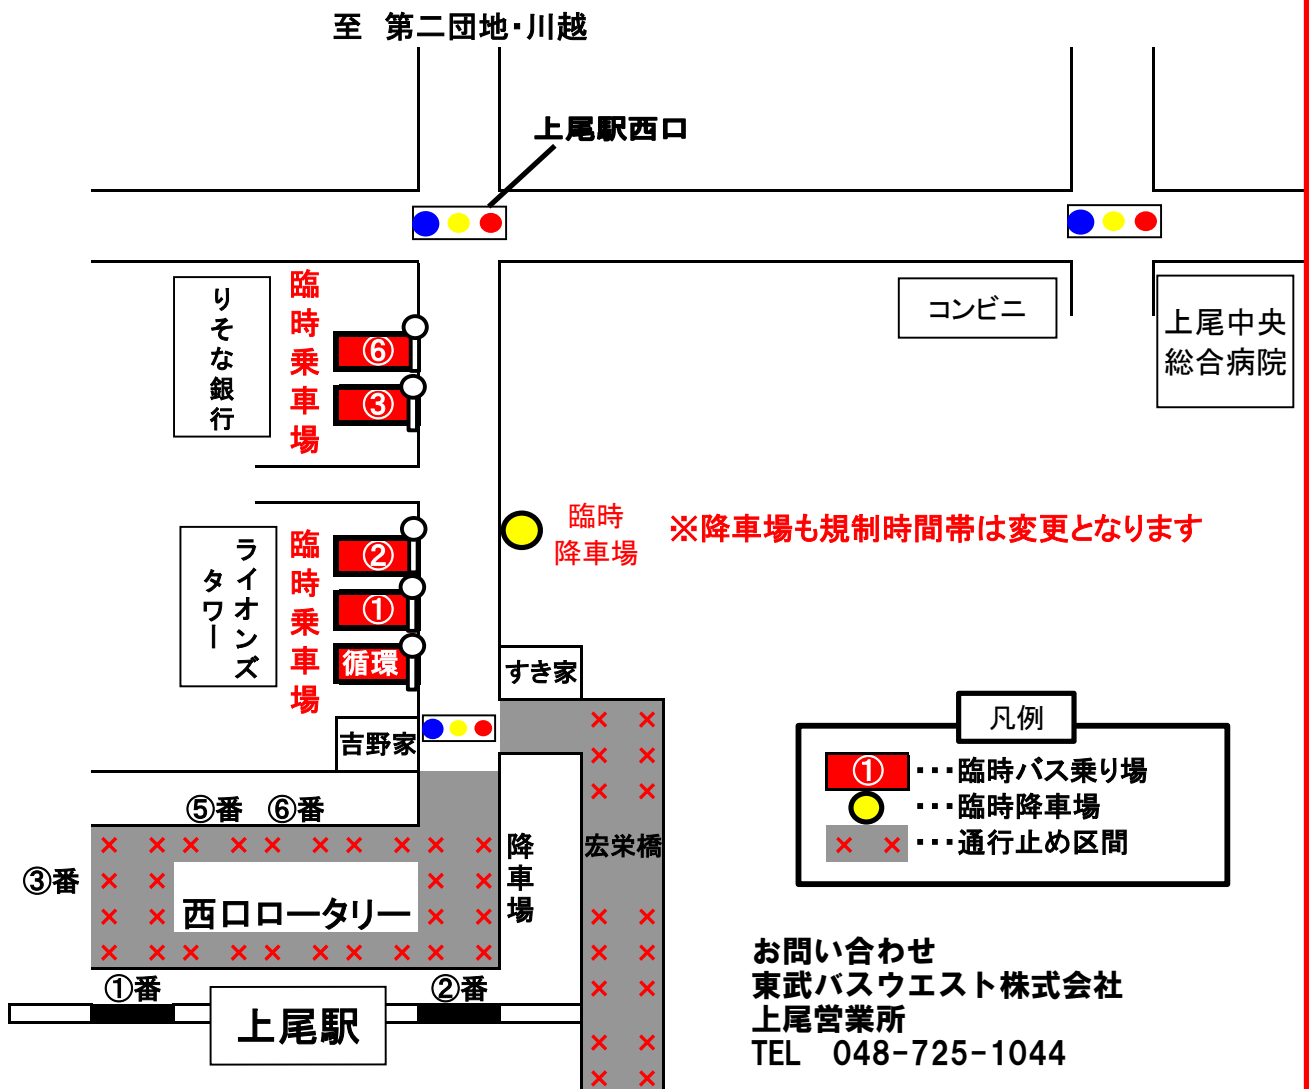 至 第二団地・川越
上尾駅西口
りそな銀行
臨時乗車場
⑥
③
コンビニ
上尾中央
総合病院
ライオンズ
タワー
臨時乗車場
②
①
循環
臨時
降車場
※降車場も規制時間帯は変更となります
すき家
吉野家
⑤番 ⑥番
③番
西口ロータリー
降車場
宏栄橋
①番
②番
上尾駅
凡例
① ・・・臨時バス乗り場
・・・臨時降車場
・・・通行止め区間
お問い合わせ
東武バスウエスト株式会社
上尾営業所
TEL 048-725-1044